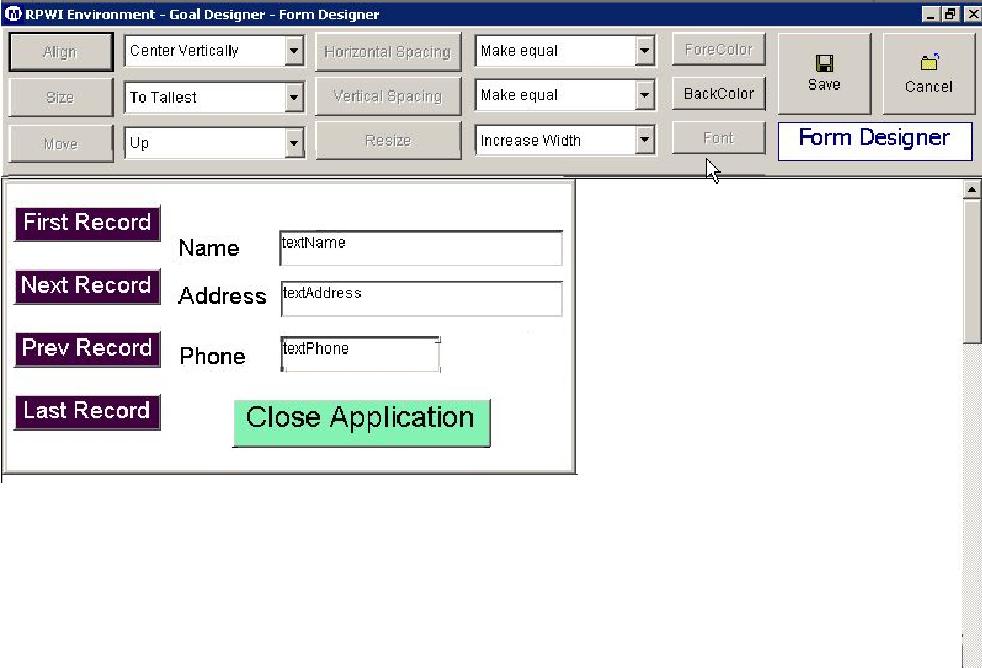 RPWI Environment - Goal Designer - Form Designer
Align Center Vertically Horizontal Spacing Make equal ForeColor
Size To Tallest Vertical Spacing Make equal BackColor Save Cancel
Move Up Resize Increase Width Font Form Designer
First Record
Name textName
Next Record
Address textAddress
Prev Record
Phone textPhone
Last Record
Close Application